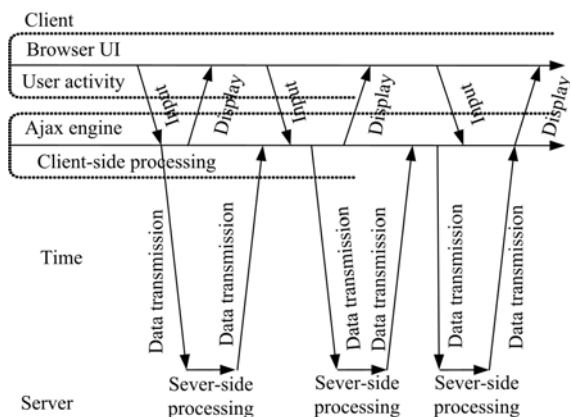 Client
Browser UI
User activity
Input
Display
Input
Display
Input
Display
Ajax engine
Client-side processing
Data transmission
Data transmission
Data transmission
Data transmission
Data transmission
Data transmission
Time
Sever-side
processing
Sever-side
processing
Sever-side
processing
Server